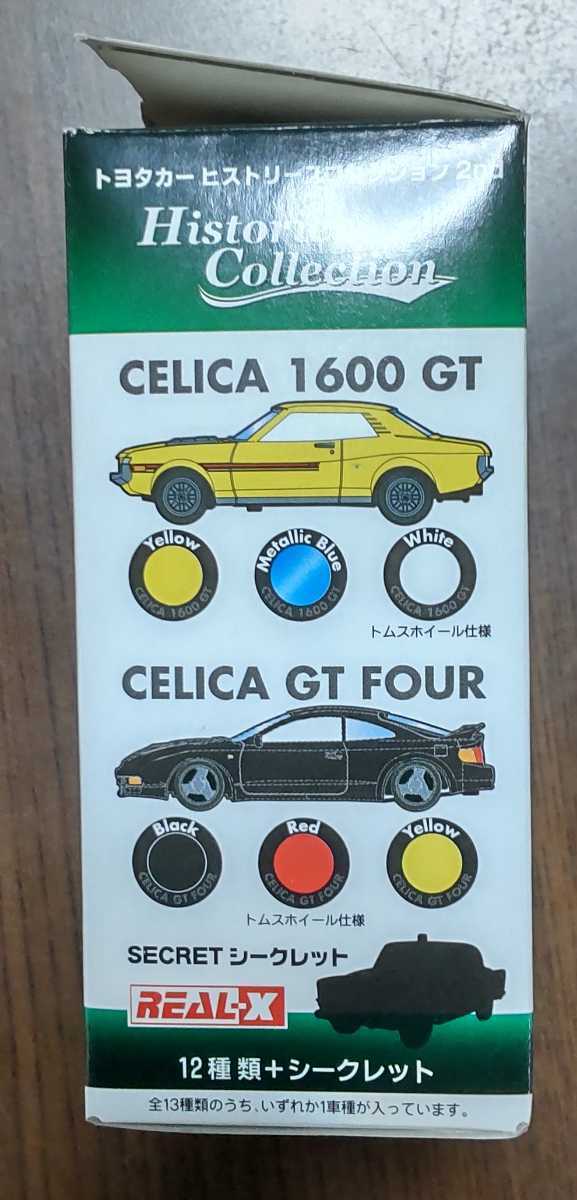 トヨタカー ヒストリーコレクション 2nd
Collection
CELICA 1600 GT
Yellow
CELICA 1600 GT
Metallic Blue
CELICA 1600 GT
White
CELICA 1600 GT
トムスホイール仕様
CELICA GT FOUR
Black
CELICA GT FOUR
Red
CELICA GT FOUR
Yellow
CELICA GT FOUR
トムスホイール仕様
SECRET シークレット
REAL-X
12種類+シークレット
全13種類のうち、いずれか1車種が入っています。